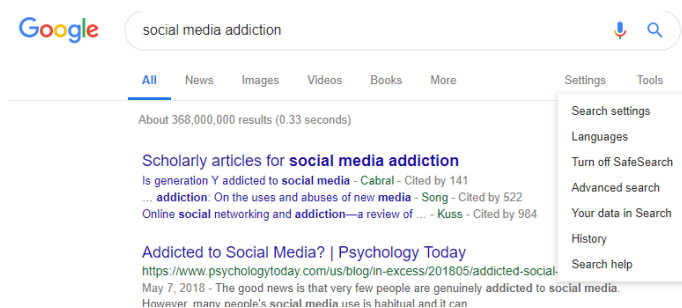 Google
social media addiction
All News Images Videos Books More Settings Tools
About 368,000,000 results (0.33 seconds)
Search settings
Languages
Turn off SafeSearch
Advanced search
Your data in Search
History
Search help
Scholarly articles for social media addiction
Is generation Y addicted to social media - Cabral - Cited by 141
... addiction: On the uses and abuses of new media - Song - Cited by 522
Online social networking and addiction—a review of ... - Kuss - Cited by 984
Addicted to Social Media? | Psychology Today
https://www.psychologytoday.com/us/blog/in-excess/201805/addicted-social-
May 7, 2018 - The good news is that very few people are genuinely addicted to social media.
However, many people's social media use is habitual and it can